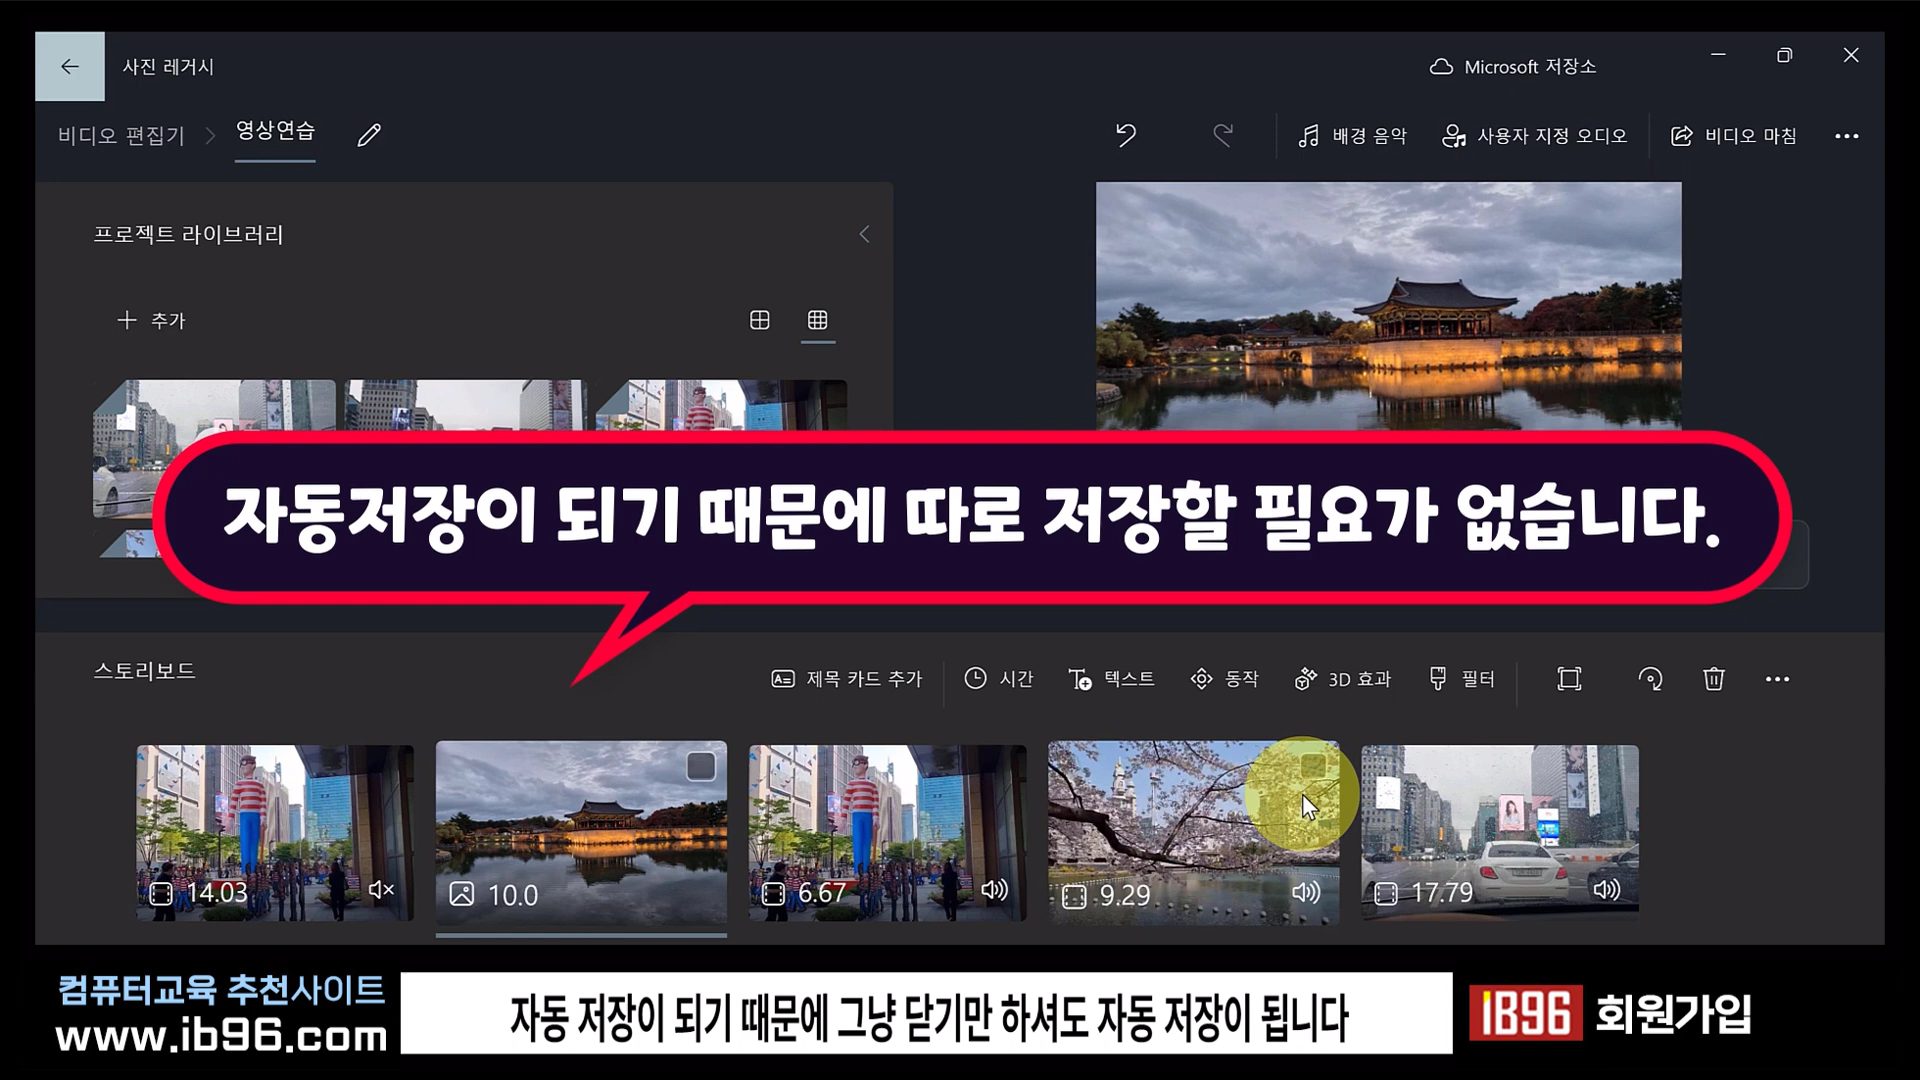 사진 레거시
Microsoft 저장소
비디오 편집기
영상연습
배경 음악
사용자 지정 오디오
비디오 마침
프로젝트 라이브러리
추가
자동저장이 되기 때문에 따로 저장할 필요가 없습니다.
스토리보드
제목 카드 추가
시간
텍스트
동작
3D 효과
필터
14.03
10.0
6.67
9.29
17.79
컴퓨터교육 추천사이트
www.ib96.com
자동 저장이 되기 때문에 그냥 닫기만 하셔도 자동 저장이 됩니다
IB96 회원가입